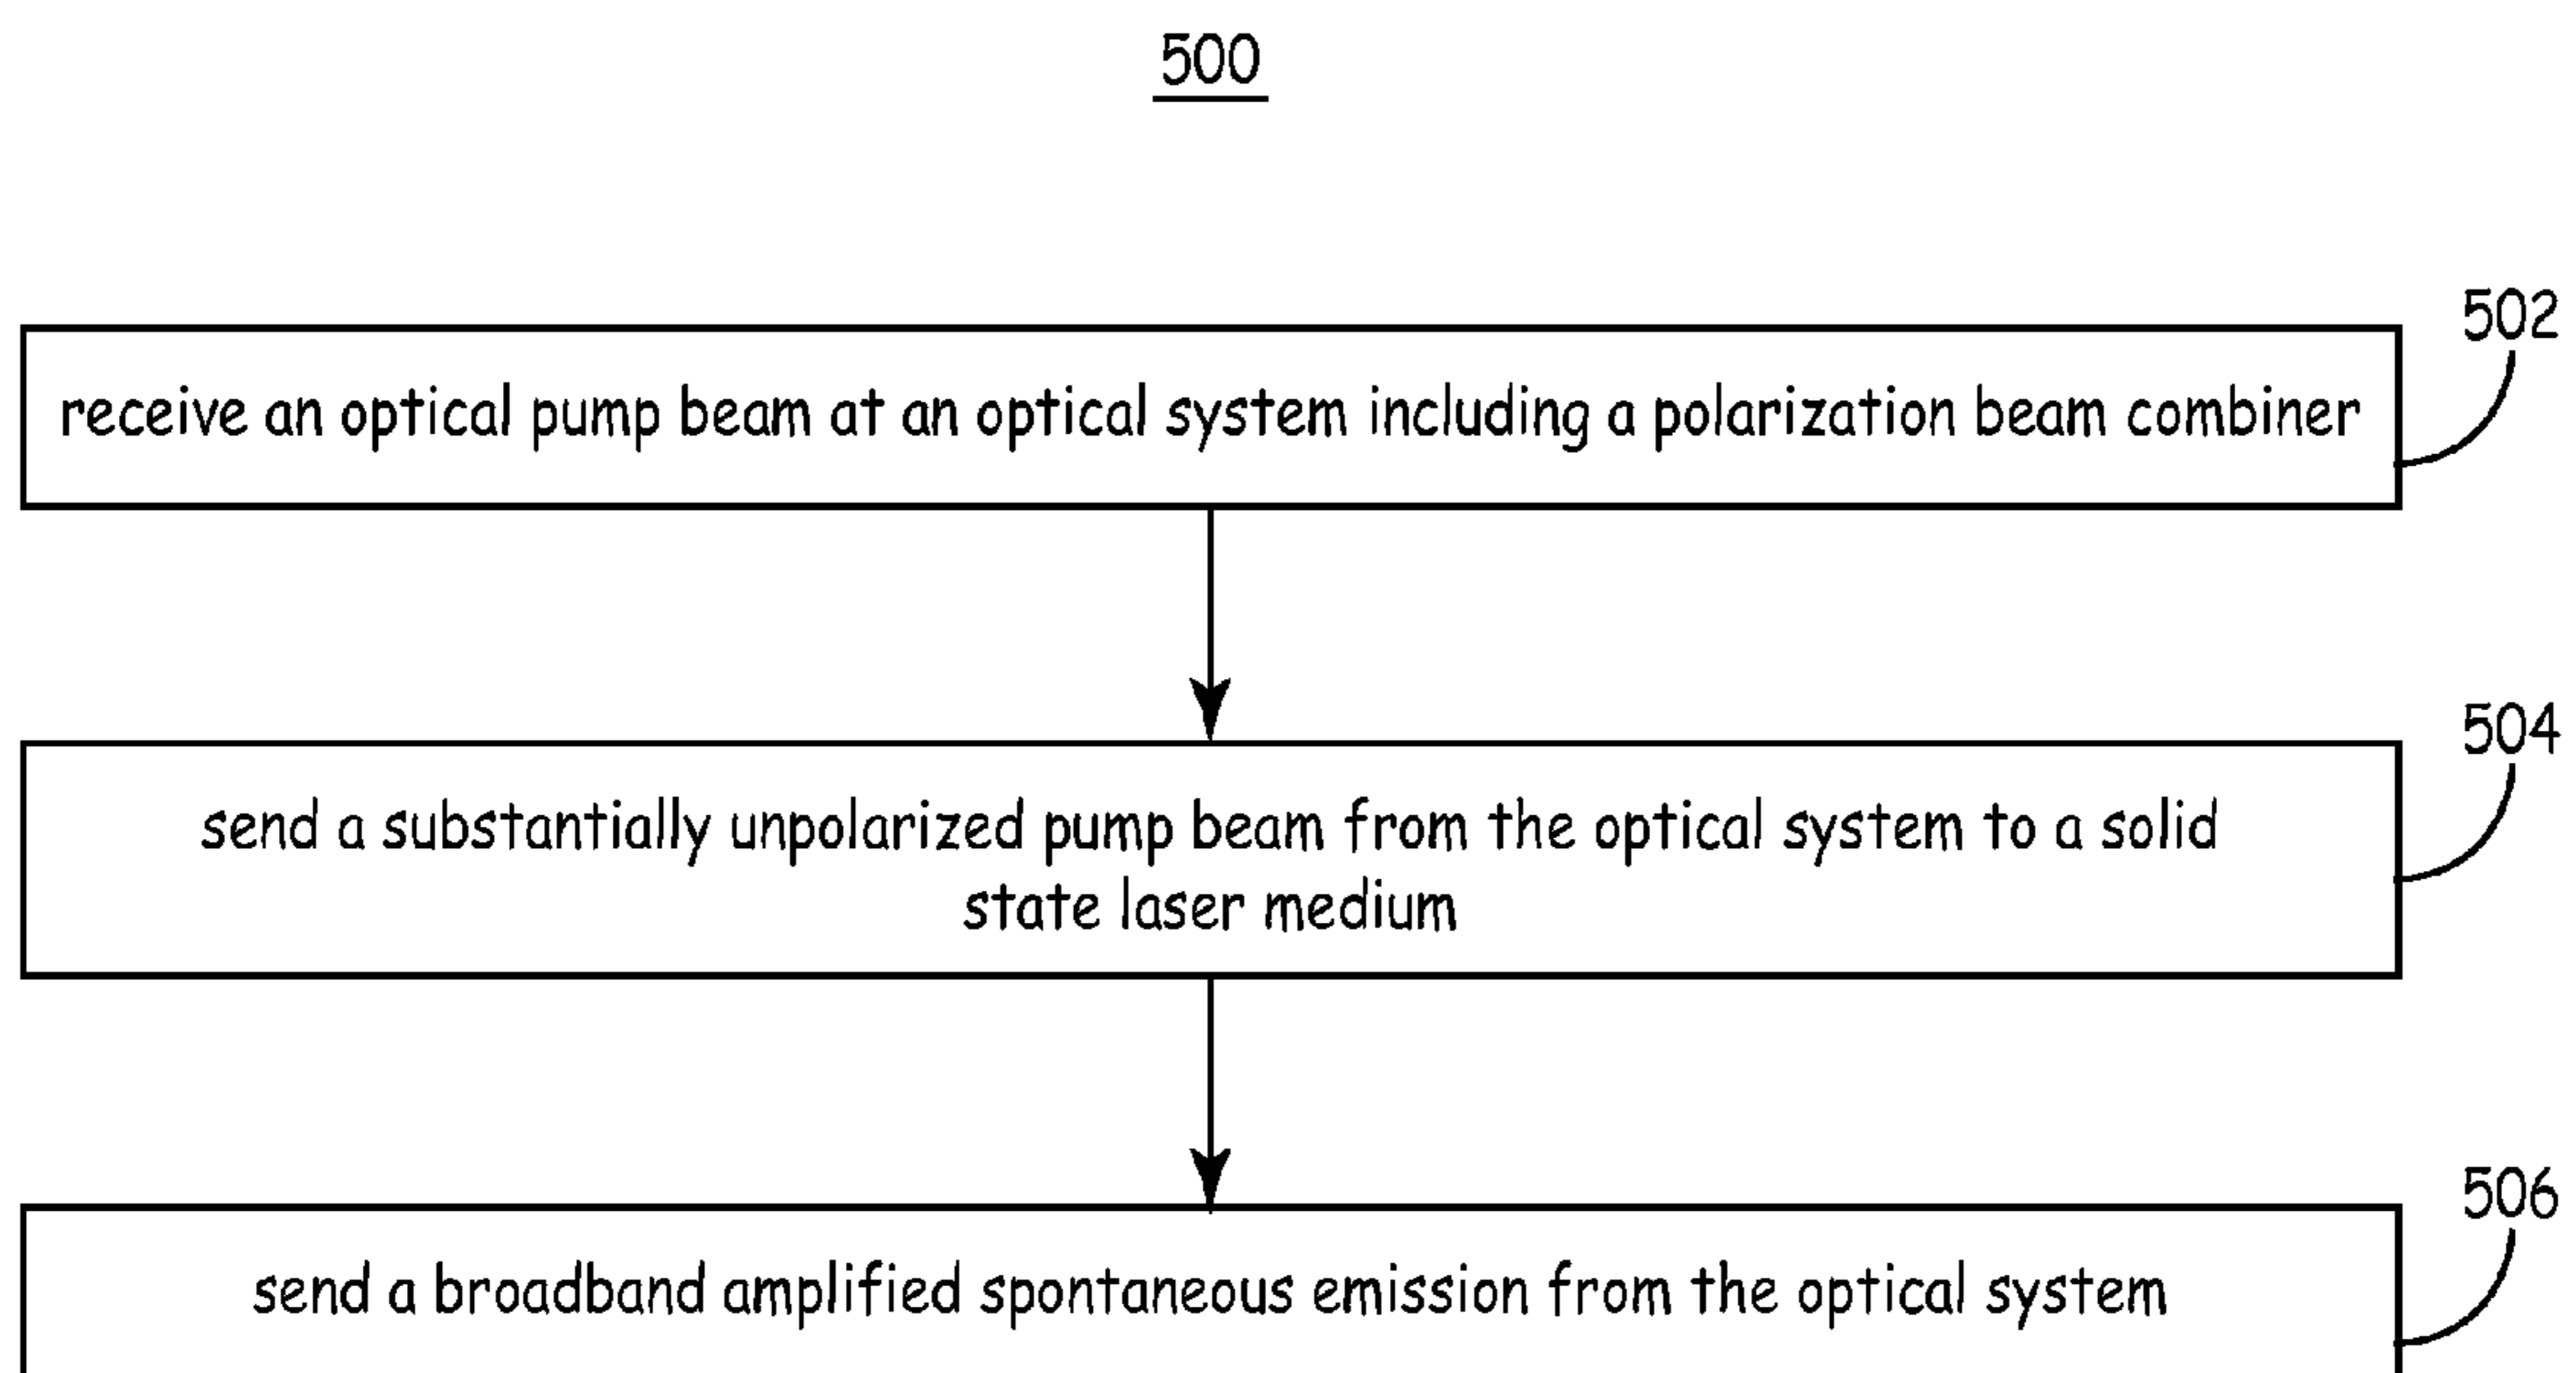 500
502
receive an optical pump beam at an optical system including a polarization beam combiner
504
send a substantially unpolarized pump beam from the optical system to a solid
state laser medium
506
send a broadband amplified spontaneous emission from the optical system